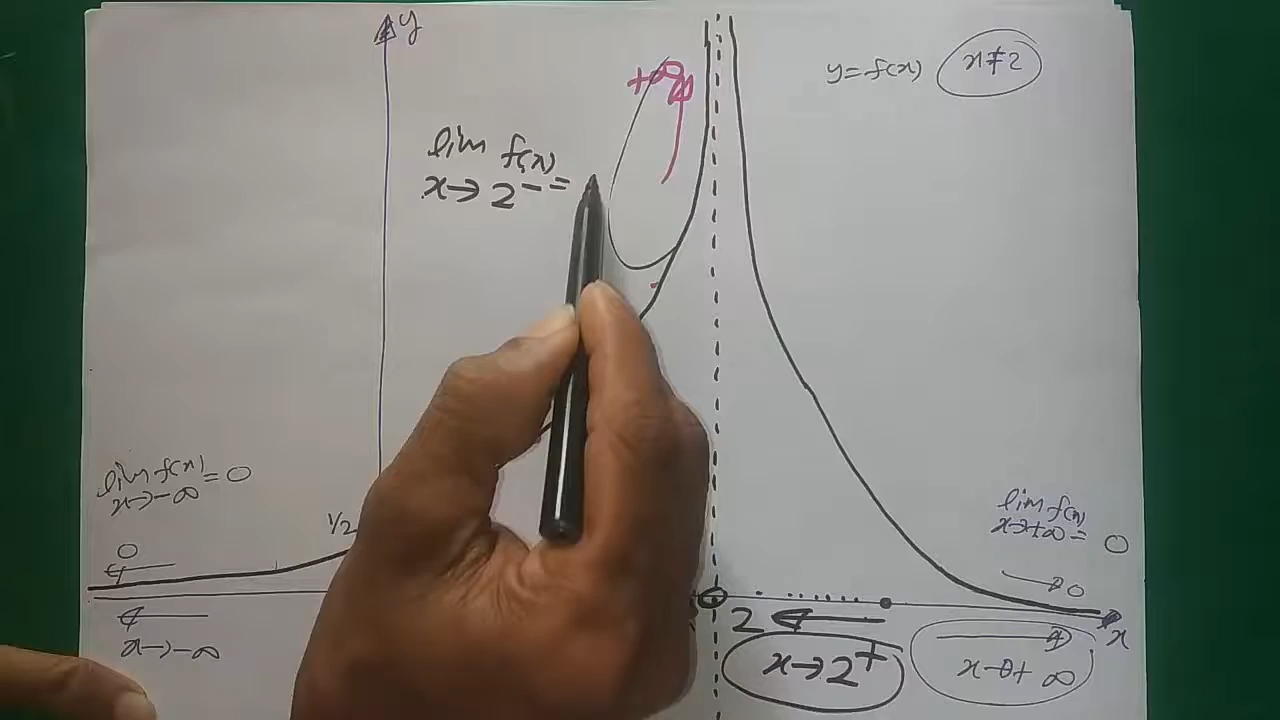 y
y=f(x) x≠2
+∞
lim f(x)
x→2⁻ =
lim f(x) = 0
x→-∞
1/2
lim f(x)
x→+∞ = 0
0
0
2
x
x→-∞
x→2⁺
x→+∞